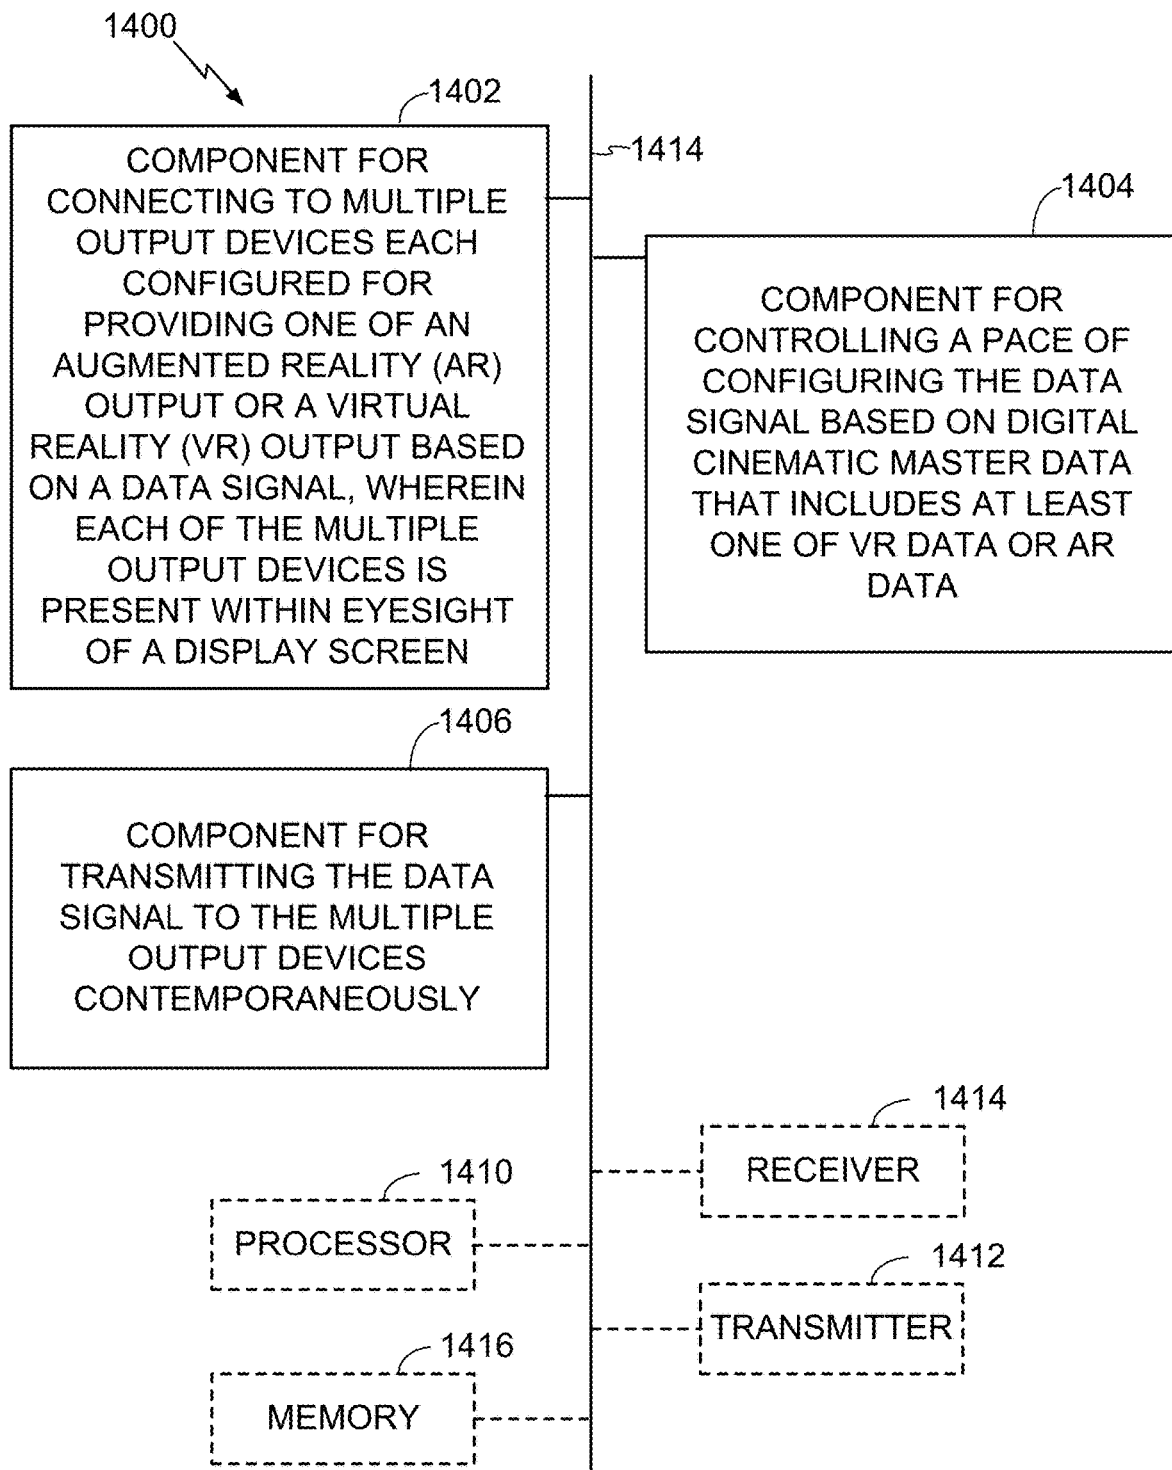 1400
1402
COMPONENT FOR
CONNECTING TO MULTIPLE
OUTPUT DEVICES EACH
CONFIGURED FOR
PROVIDING ONE OF AN
AUGMENTED REALITY (AR)
OUTPUT OR A VIRTUAL
REALITY (VR) OUTPUT BASED
ON A DATA SIGNAL, WHEREIN
EACH OF THE MULTIPLE
OUTPUT DEVICES IS
PRESENT WITHIN EYESIGHT
OF A DISPLAY SCREEN
1414
1404
COMPONENT FOR
CONTROLLING A PACE OF
CONFIGURING THE DATA
SIGNAL BASED ON DIGITAL
CINEMATIC MASTER DATA
THAT INCLUDES AT LEAST
ONE OF VR DATA OR AR
DATA
1406
COMPONENT FOR
TRANSMITTING THE DATA
SIGNAL TO THE MULTIPLE
OUTPUT DEVICES
CONTEMPORANEOUSLY
1414
RECEIVER
1410
PROCESSOR
1412
TRANSMITTER
1416
MEMORY